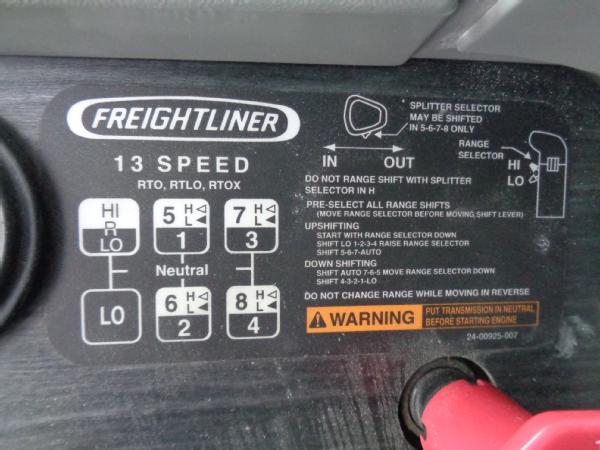 FREIGHTLINER
13 SPEED
RTO, RTLO, RTOX
HI
R
LO
5 H L
1
7 H L
3
Neutral
LO
6 H L
2
8 H L
4
SPLITTER SELECTOR
MAY BE SHIFTED
IN 5-6-7-8 ONLY
IN OUT
RANGE
SELECTOR
HI
LO
DO NOT RANGE SHIFT WITH SPLITTER
SELECTOR IN H
PRE-SELECT ALL RANGE SHIFTS
(MOVE RANGE SELECTOR BEFORE MOVING SHIFT LEVER)
UPSHIFTING
START WITH RANGE SELECTOR DOWN
SHIFT LO 1-2-3-4 RAISE RANGE SELECTOR
SHIFT 5-6-7-AUTO
DOWN SHIFTING
SHIFT AUTO 7-6-5 MOVE RANGE SELECTOR DOWN
SHIFT 4-3-2-1-LO
DO NOT CHANGE RANGE WHILE MOVING IN REVERSE
WARNING
PUT TRANSMISSION IN NEUTRAL
BEFORE STARTING ENGINE
24-00925-007